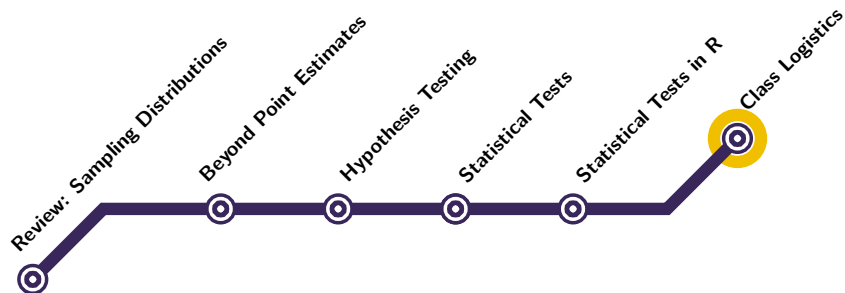 Review: Sampling Distributions
Beyond Point Estimates
Hypothesis Testing
Statistical Tests
Statistical Tests in R
Class Logistics